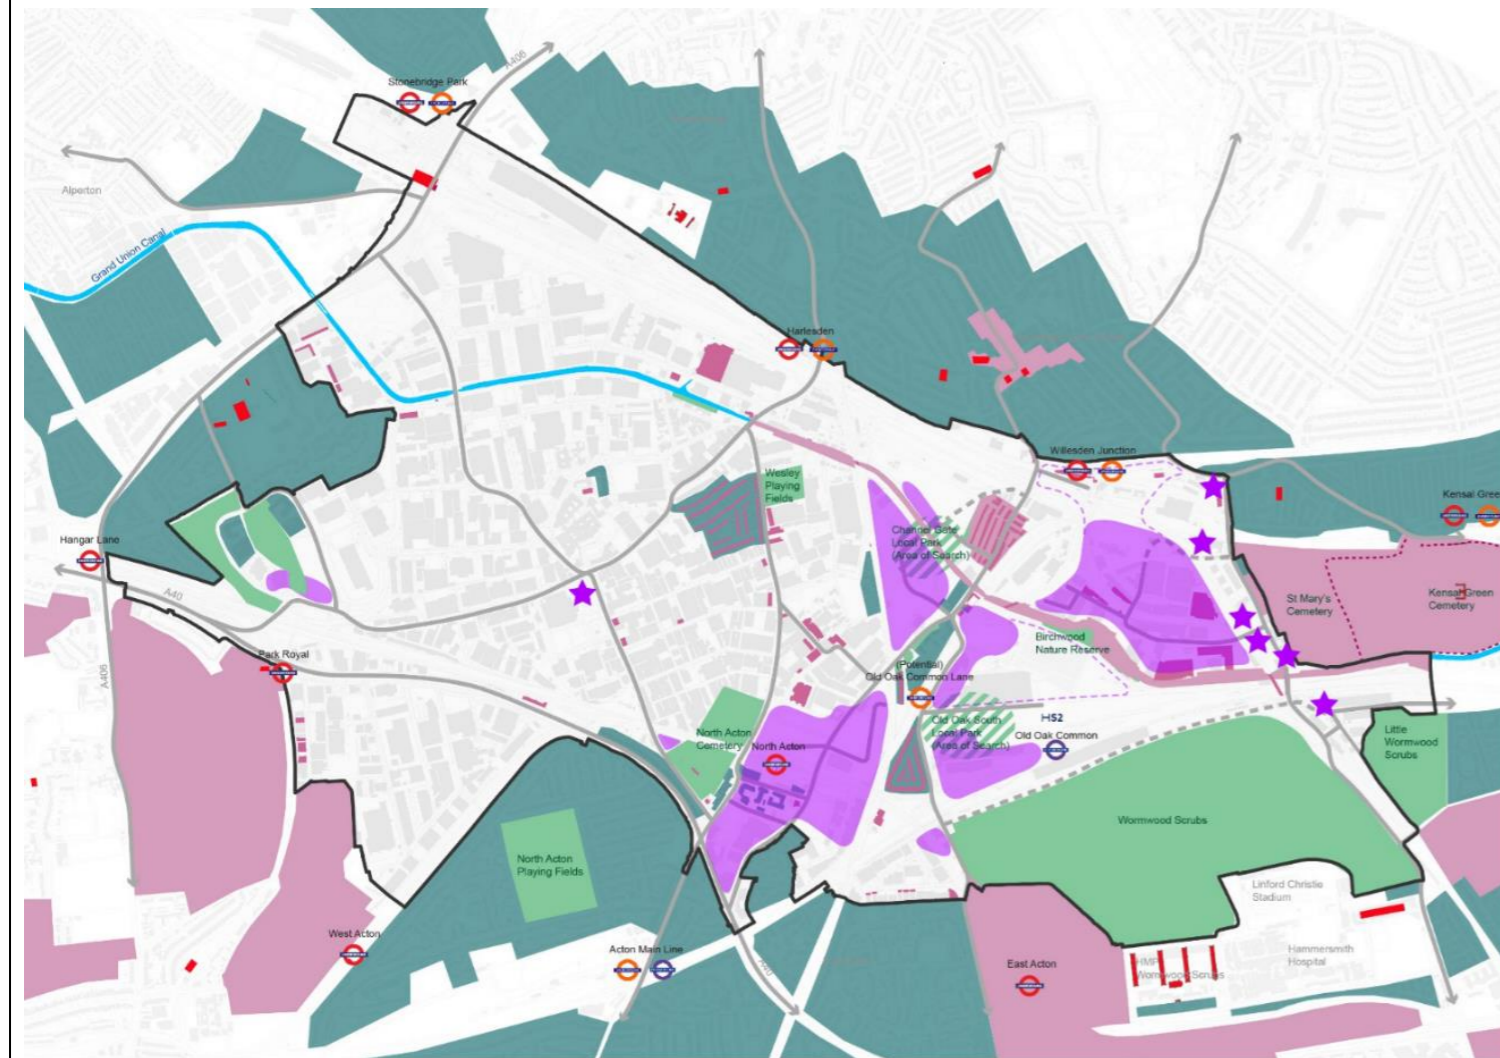 Stonebridge Park
A406
Alperton
Grand Union Canal
Harlesden
Willesden Junction
Kensal Gree
Wesley
Playing
Fields
Channel Gate
Local Park
(Area of Search)
Hangar Lane
A40
St Mary's
Cemetery
Kensal Green
Cemetery
Birchwood
Nature Reserve
Park Royal
A406
(Potential)
Old Oak Common Lane
North Acton
Cemetery
North Acton
Old Oak South
Local Park
(Area of Search)
HS2
Old Oak Common
Little
Wormwood
Scrubs
Wormwood Scrubs
North Acton
Playing Fields
Linford Christie
Stadium
West Acton
Acton Main Line
A40
East Acton
HMP
Wormwood Scrubs
Hammersmith
Hospital